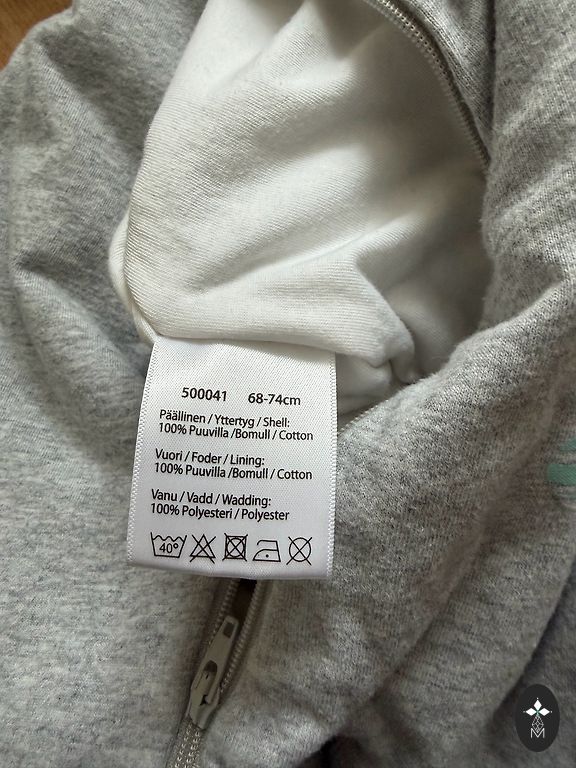 500041 68-74cm
Päällinen / Yttertyg / Shell:
100% Puuvilla /Bomull / Cotton
Vuori / Foder / Lining:
100% Puuvilla /Bomull / Cotton
Vanu / Vadd / Wadding:
100% Polyesteri / Polyester
40°
M